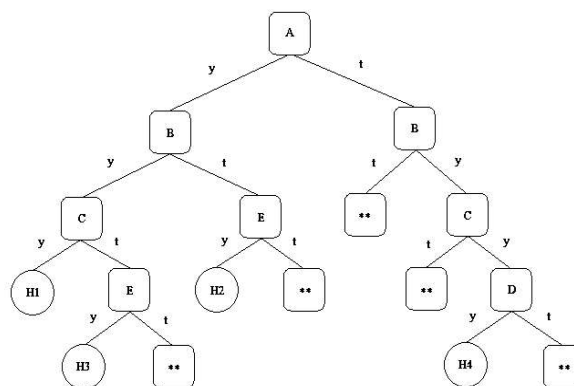 A
y t
B B
y t t y
C E ** C
y t y t t y
H1 E H2 ** ** D
y t y t
H3 ** H4 **